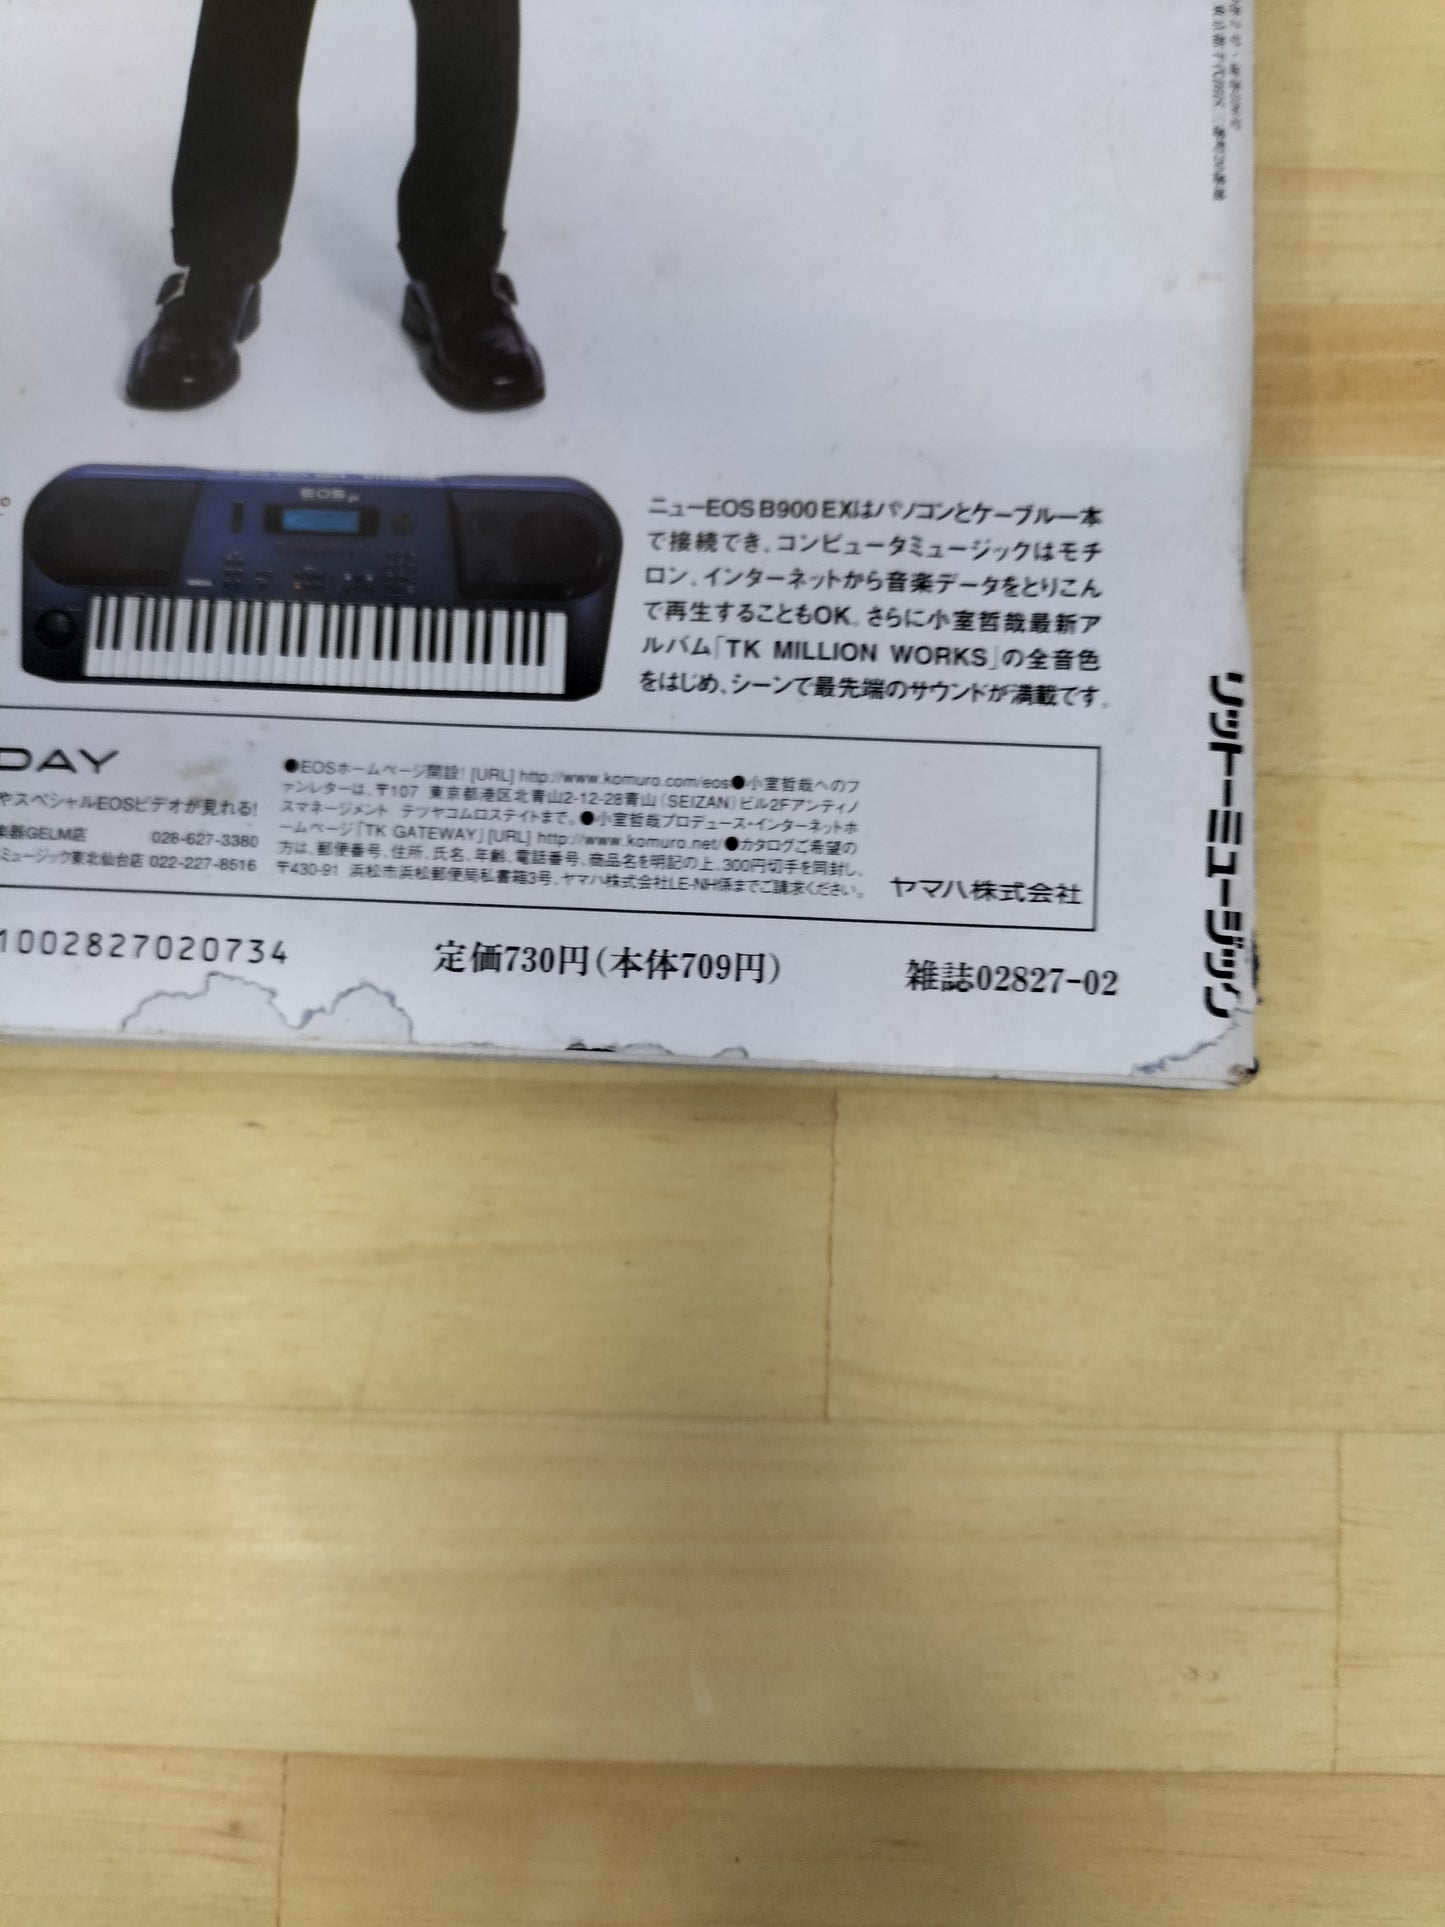 EOS
ニューEOS B900 EXはパソコンとケーブル一本
で接続でき、コンピュータミュージックはモチ
ロン、インターネットから音楽データをとりこん
で再生することもOK。さらに小室哲哉最新ア
ルバム「TK MILLION WORKS」の全音色
をはじめ、シーンで最先端のサウンドが満載です。
DAY
やスペシャルEOSビデオが見れる!
楽器GELM店 028-627-3380
ミュージック東北仙台店 022-227-8516
●EOSホームページ開設! [URL] http://www.komuro.com/eos●小室哲哉へのフ
ァンレターは、〒107 東京都港区北青山2-12-28青山(SEIZAN)ビル2Fアンティノ
スマネージメント テツヤコムロステイトまで。●小室哲哉プロデュース・インターネットホ
ームページ「TK GATEWAY」[URL] http://www.komuro.net/●カタログご希望の
方は、郵便番号、住所、氏名、年齢、電話番号、商品名を明記の上、300円切手を同封し、
〒430-91 浜松市浜松郵便局私書箱3号、ヤマハ株式会社LE-NH係までご請求ください。
ヤマハ株式会社
1002827020734
定価730円(本体709円)
雑誌02827-02
リットーミュージック